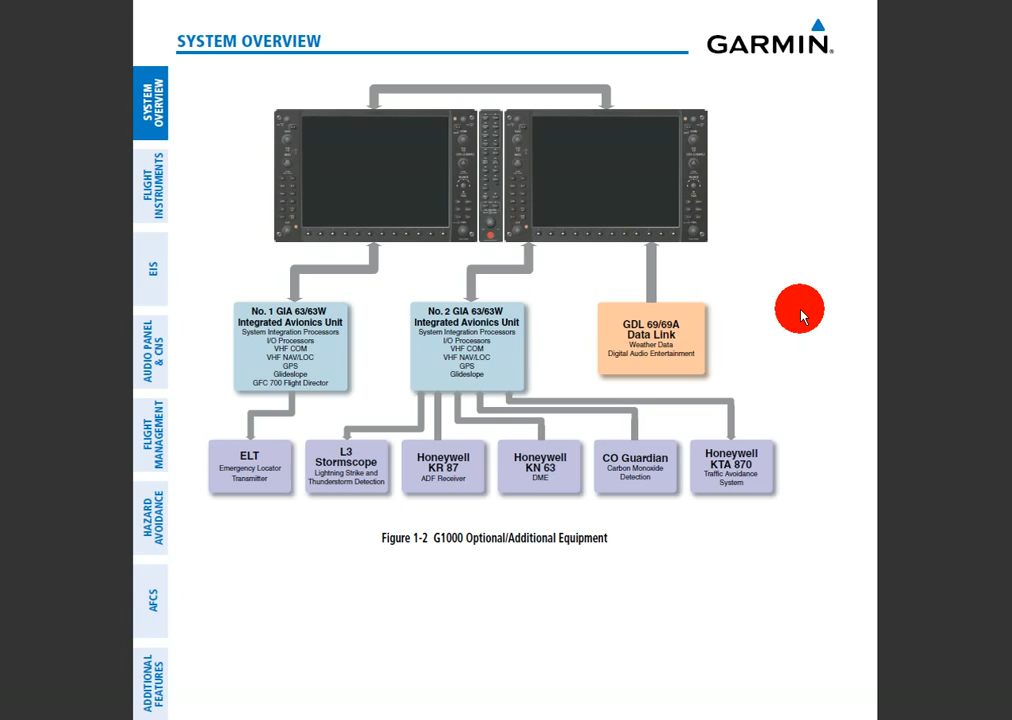 SYSTEM OVERVIEW
GARMIN
SYSTEM
OVERVIEW
FLIGHT
INSTRUMENTS
EIS
AUDIO PANEL
& CNS
FLIGHT
MANAGEMENT
HAZARD
AVOIDANCE
AFCS
ADDITIONAL
FEATURES
No. 1 GIA 63/63W
Integrated Avionics Unit
System Integration Processors
I/O Processors
VHF COM
VHF NAV/LOC
GPS
Glideslope
GFC 700 Flight Director
No. 2 GIA 63/63W
Integrated Avionics Unit
System Integration Processors
I/O Processors
VHF COM
VHF NAV/LOC
GPS
Glideslope
GDL 69/69A
Data Link
Weather Data
Digital Audio Entertainment
ELT
Emergency Locator
Transmitter
L3
Stormscope
Lightning Strike and
Thunderstorm Detection
Honeywell
KR 87
ADF Receiver
Honeywell
KN 63
DME
CO Guardian
Carbon Monoxide
Detection
Honeywell
KTA 870
Traffic Avoidance
System
Figure 1-2 G1000 Optional/Additional Equipment